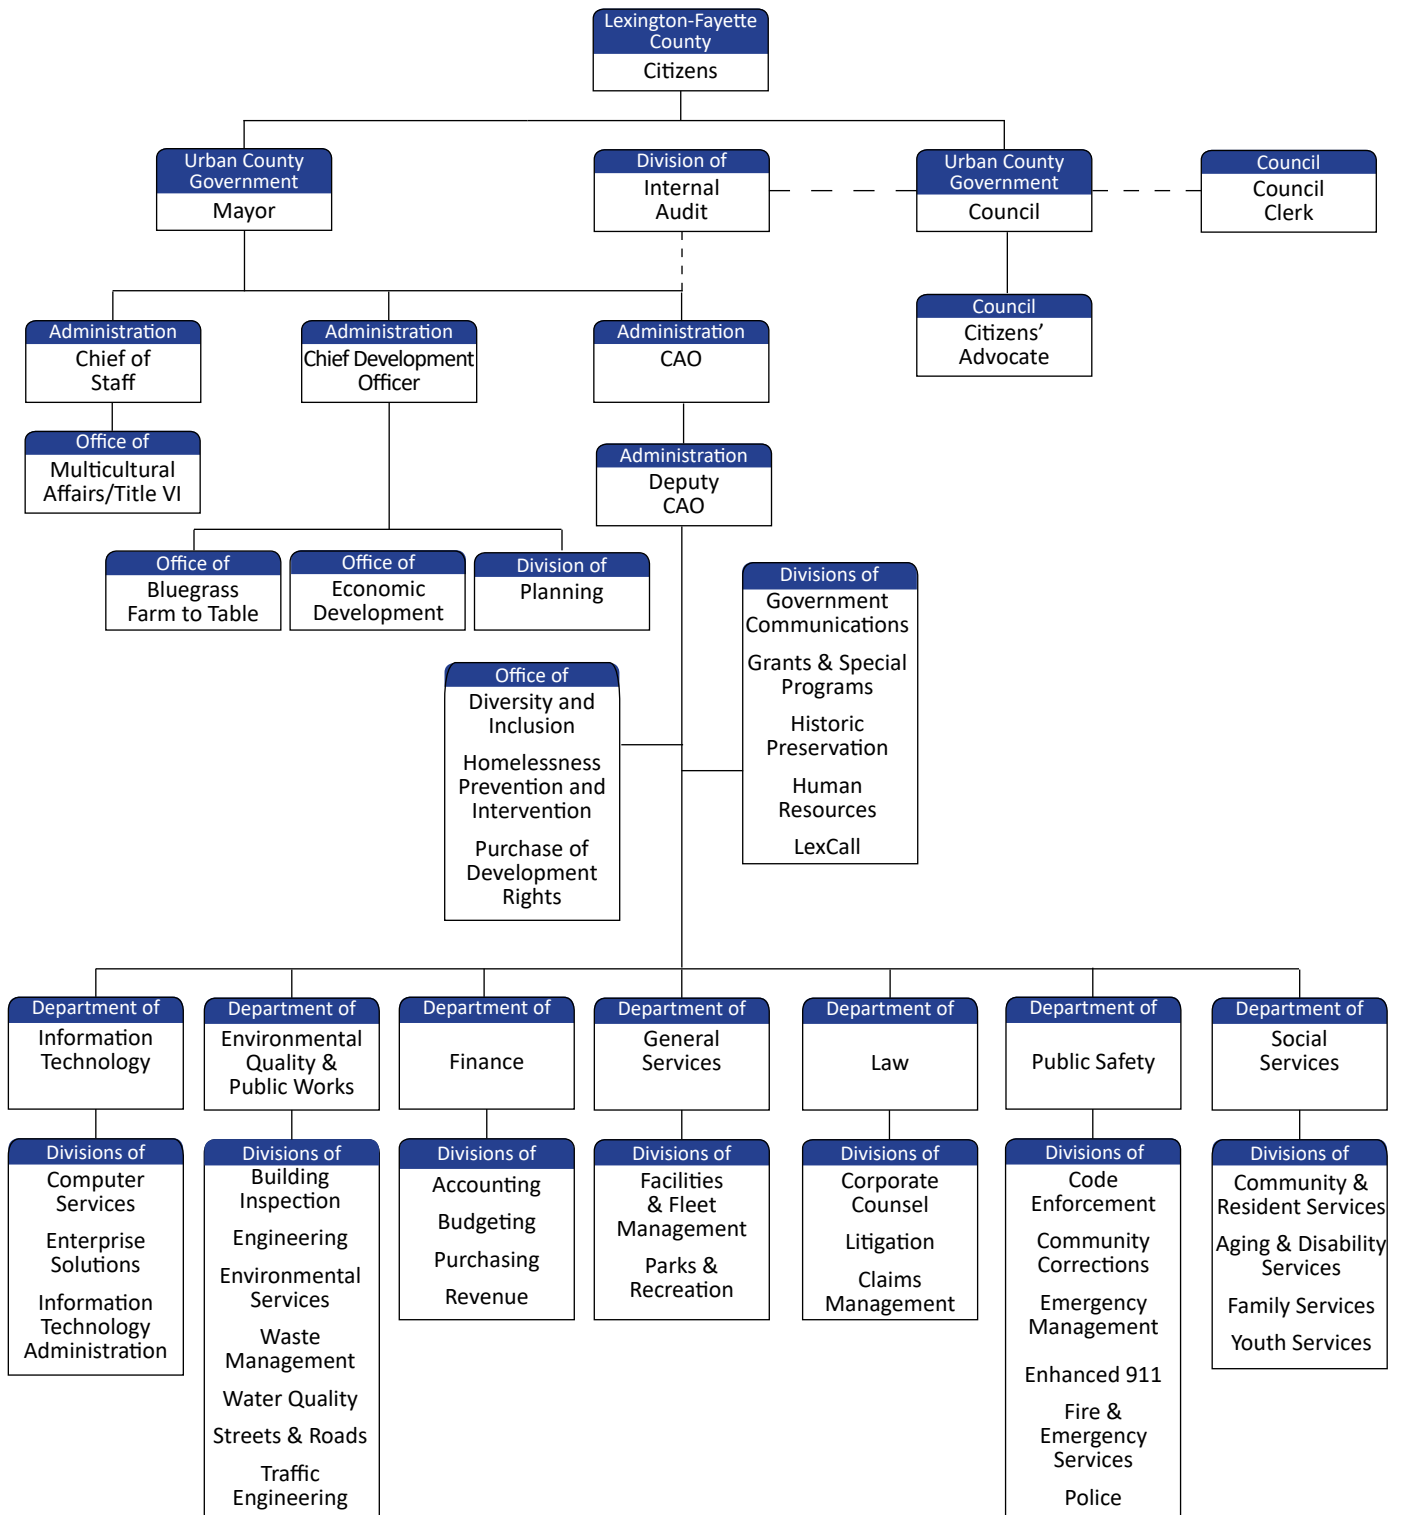 Lexington-Fayette
County
Citizens
Urban County
Government
Mayor
Division of
Internal
Audit
Urban County
Government
Council
Council
Council
Clerk
Administration
Chief of
Staff
Administration
Chief Development
Officer
Administration
CAO
Council
Citizens’
Advocate
Office of
Multicultural
Affairs/Title VI
Administration
Deputy
CAO
Office of
Bluegrass
Farm to Table
Office of
Economic
Development
Division of
Planning
Divisions of
Government
Communications
Grants & Special
Programs
Historic
Preservation
Human
Resources
LexCall
Office of
Diversity and
Inclusion
Homelessness
Prevention and
Intervention
Purchase of
Development
Rights
Department of
Information
Technology
Department of
Environmental
Quality &
Public Works
Department of
Finance
Department of
General
Services
Department of
Law
Department of
Public Safety
Department of
Social
Services
Divisions of
Computer
Services
Enterprise
Solutions
Information
Technology
Administration
Divisions of
Building
Inspection
Engineering
Environmental
Services
Waste
Management
Water Quality
Streets & Roads
Traffic
Engineering
Divisions of
Accounting
Budgeting
Purchasing
Revenue
Divisions of
Facilities
& Fleet
Management
Parks &
Recreation
Divisions of
Corporate
Counsel
Litigation
Claims
Management
Divisions of
Code
Enforcement
Community
Corrections
Emergency
Management
Enhanced 911
Fire &
Emergency
Services
Police
Divisions of
Community &
Resident Services
Aging & Disability
Services
Family Services
Youth Services